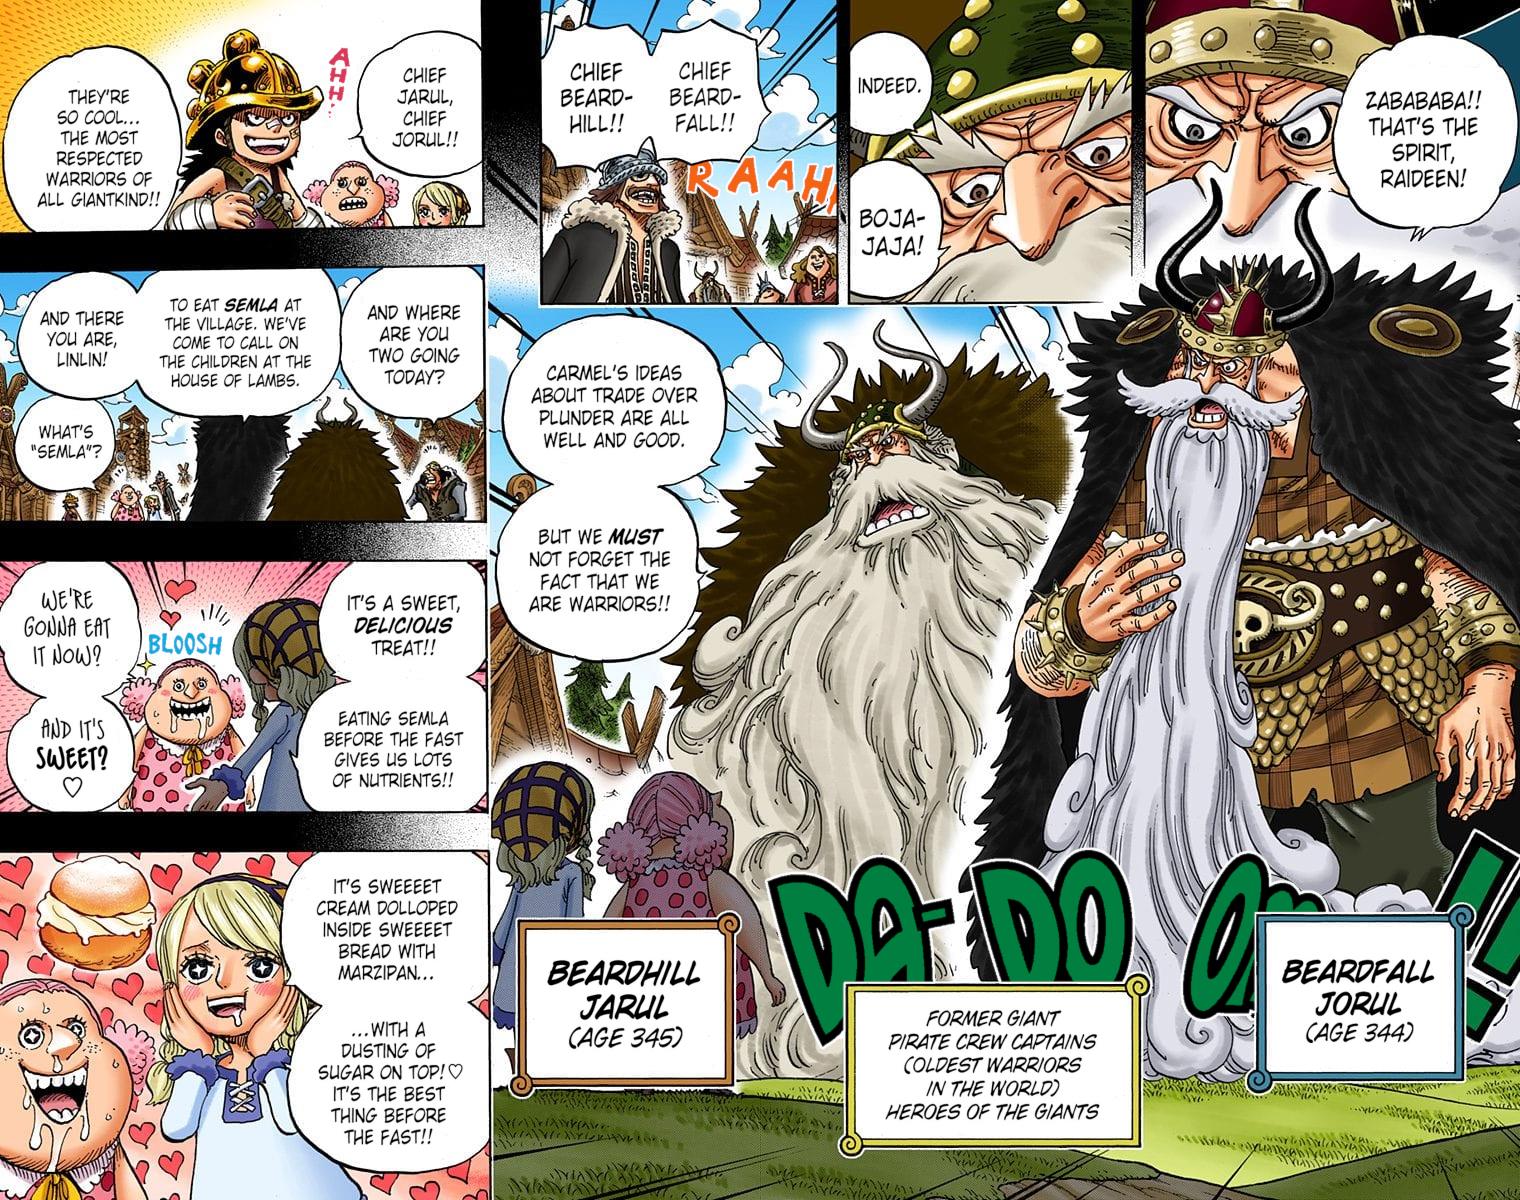 ZABABABA!!
THAT'S THE
SPIRIT,
RAIDEEN!
INDEED.
BOJA-
JAJA!
CHIEF
BEARD-
FALL!!
CHIEF
BEARD-
HILL!!
RAAHH
CARMEL'S IDEAS
ABOUT TRADE OVER
PLUNDER ARE ALL
WELL AND GOOD.
BUT WE MUST
NOT FORGET THE
FACT THAT WE
ARE WARRIORS!!
DA-DOOM!!
BEARDFALL
JORUL
(AGE 344)
FORMER GIANT
PIRATE CREW CAPTAINS
(OLDEST WARRIORS
IN THE WORLD)
HEROES OF THE GIANTS
BEARDHILL
JARUL
(AGE 345)
CHIEF
JARUL,
CHIEF
JORUL!!
AHH!
THEY'RE
SO COOL...
THE MOST
RESPECTED
WARRIORS OF
ALL GIANTKIND!!
AND WHERE
ARE YOU
TWO GOING
TODAY?
TO EAT SEMLA AT
THE VILLAGE. WE'VE
COME TO CALL ON
THE CHILDREN AT THE
HOUSE OF LAMBS.
AND THERE
YOU ARE,
LINLIN!
WHAT'S
"SEMLA"?
IT'S A SWEET,
DELICIOUS
TREAT!!
EATING SEMLA
BEFORE THE FAST
GIVES US LOTS
OF NUTRIENTS!!
BLOOSH
WE'RE
GONNA EAT
IT NOW?
AND IT'S
SWEET?
♡
IT'S SWEEEET
CREAM DOLLOPED
INSIDE SWEEEET
BREAD WITH
MARZIPAN...
...WITH A
DUSTING OF
SUGAR ON TOP!♡
IT'S THE BEST
THING BEFORE
THE FAST!!